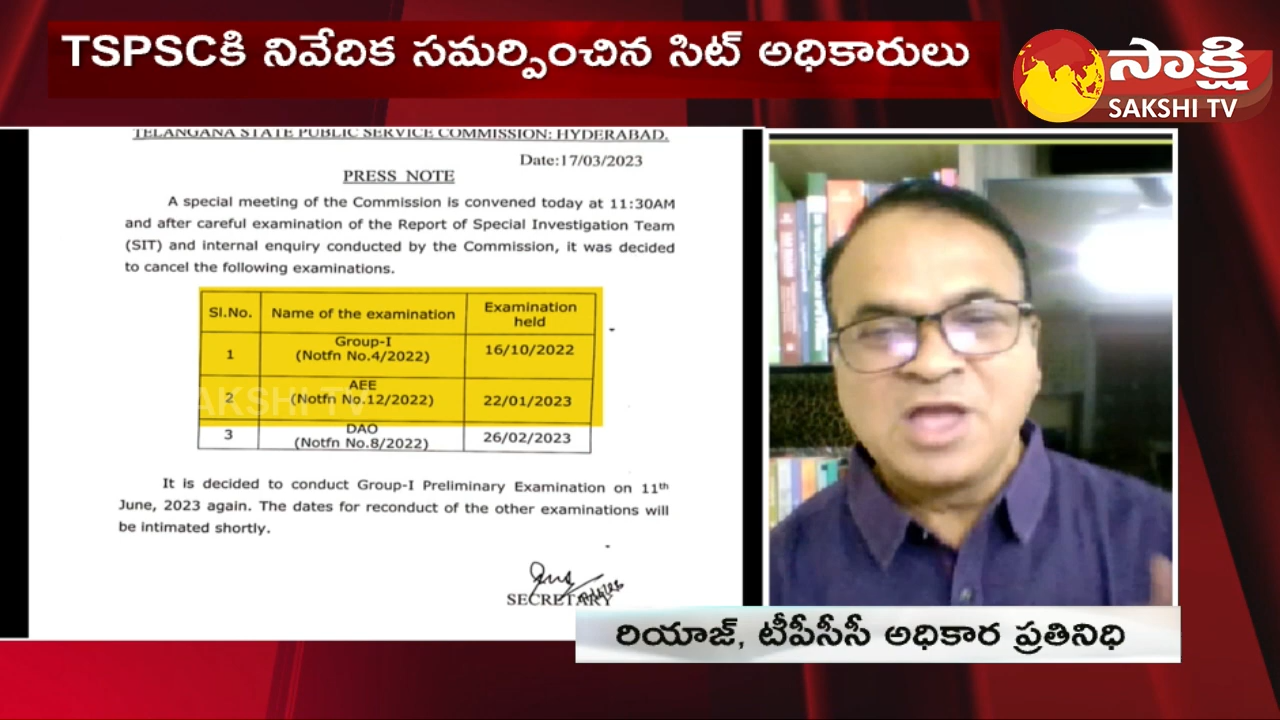 TSPSCకి నివేదిక సమర్పించిన సిట్ అధికారులు
సాక్షి
SAKSHI TV
TELANGANA STATE PUBLIC SERVICE COMMISSION: HYDERABAD.
Date:17/03/2023
PRESS NOTE
A special meeting of the Commission is convened today at 11:30AM
and after careful examination of the Report of Special Investigation Team
(SIT) and internal enquiry conducted by the Commission, it was decided
to cancel the following examinations.
Sl.No. Name of the examination Examination held
1 Group-I (Notfn No.4/2022) 16/10/2022
2 AEE (Notfn No.12/2022) 22/01/2023
3 DAO (Notfn No.8/2022) 26/02/2023
SAKSHI TV
It is decided to conduct Group-I Preliminary Examination on 11th
June, 2023 again. The dates for reconduct of the other examinations will
be intimated shortly.
SECRETARY
రియాజ్, టీపీసీసీ అధికార ప్రతినిధి